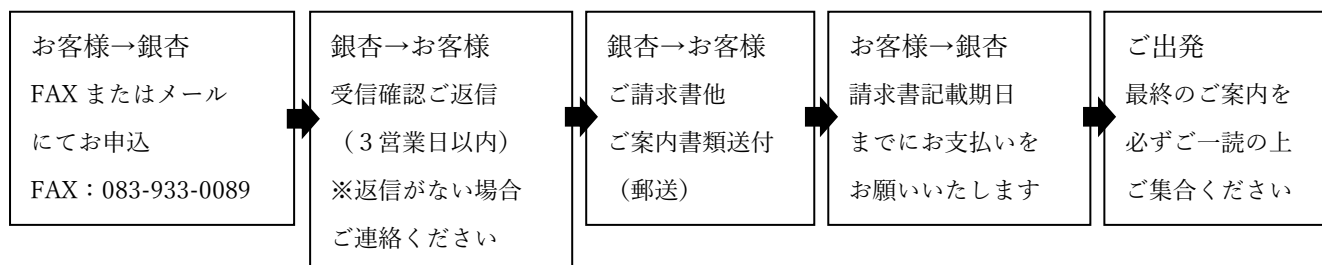 お客様→銀杏
FAX またはメール
にてお申込
FAX：083-933-0089
銀杏→お客様
受信確認ご返信
（３営業日以内）
※返信がない場合
ご連絡ください
銀杏→お客様
ご請求書他
ご案内書類送付
（郵送）
お客様→銀杏
請求書記載期日
までにお支払いを
お願いいたします
ご出発
最終のご案内を
必ずご一読の上
ご集合ください